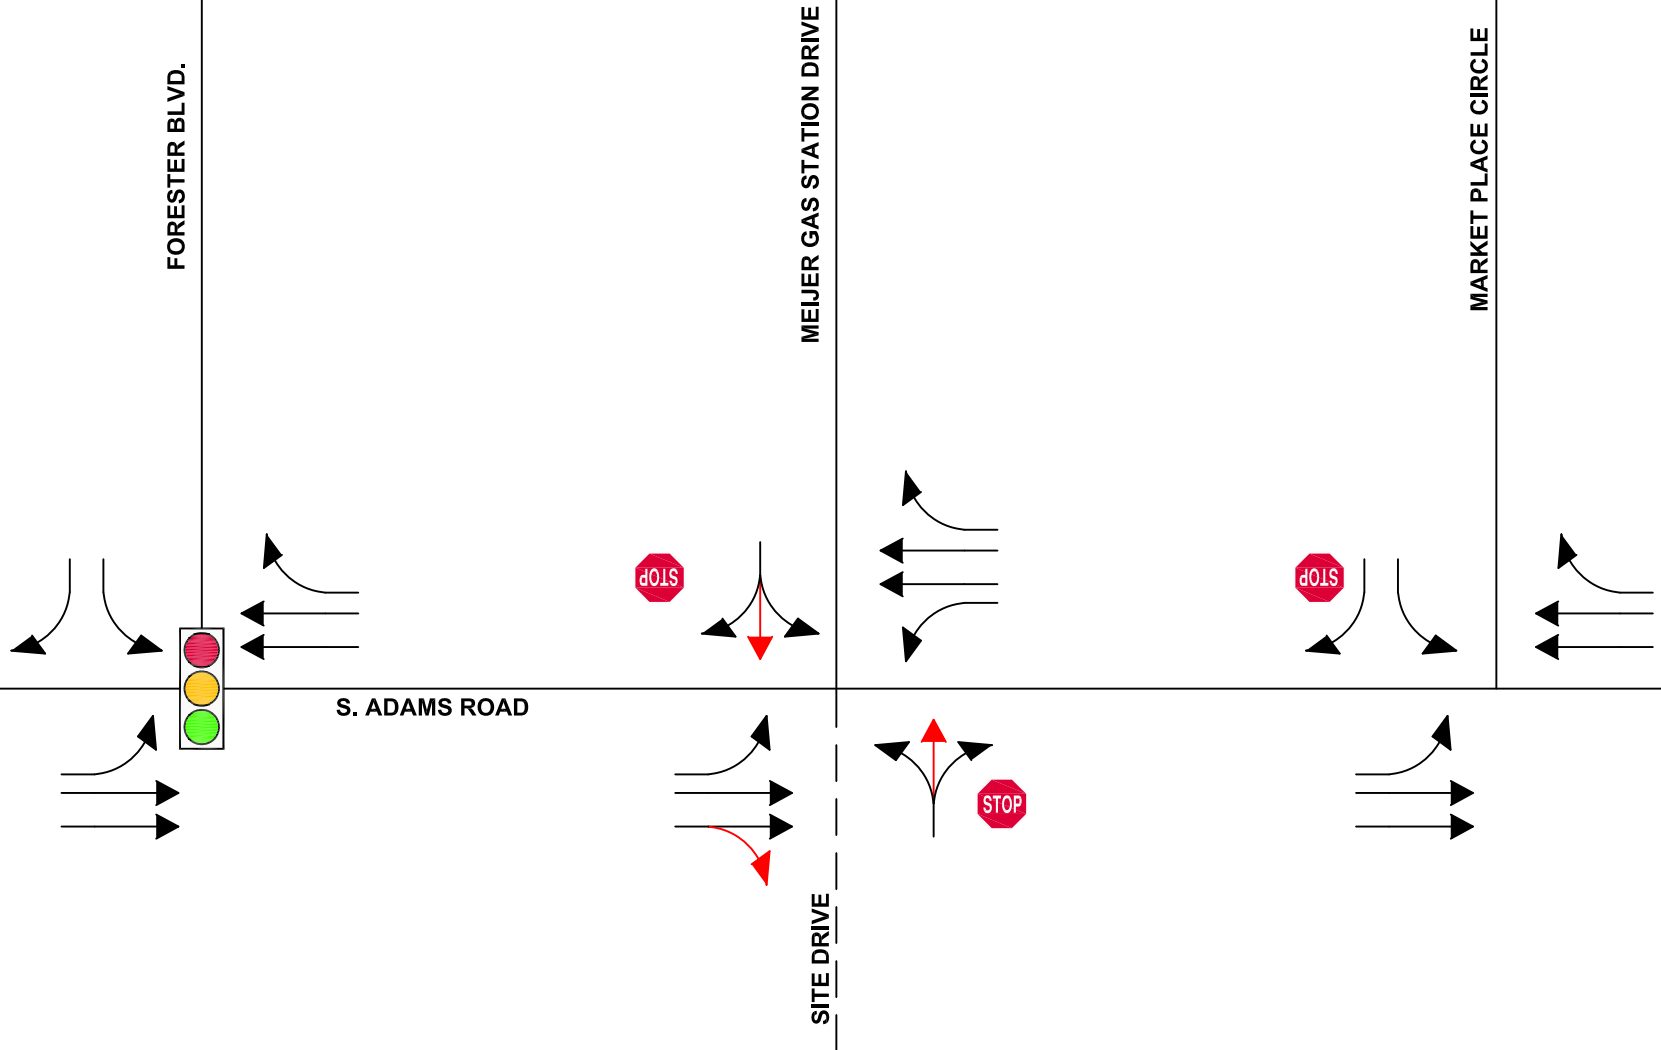 FORESTER BLVD.
MEIJER GAS STATION DRIVE
MARKET PLACE CIRCLE
STOP
STOP
S. ADAMS ROAD
STOP
SITE DRIVE